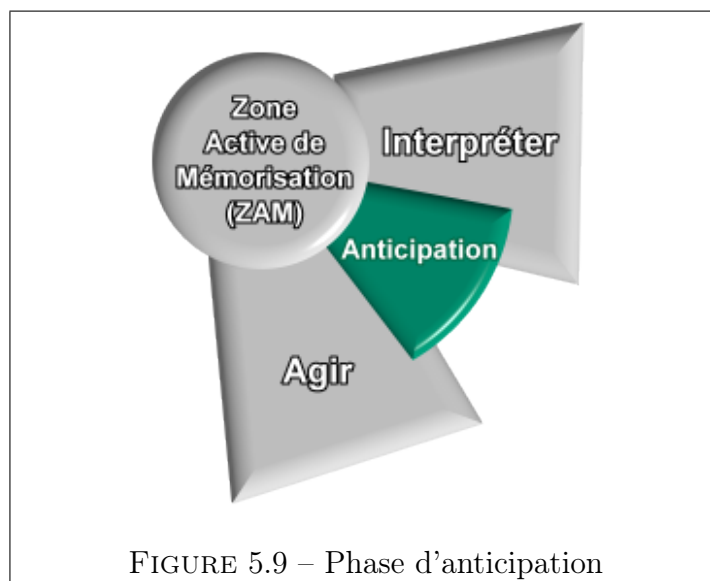 Zone
Active de
Mémorisation
(ZAM)
Interpréter
Anticipation
Agir
FIGURE 5.9 – Phase d'anticipation